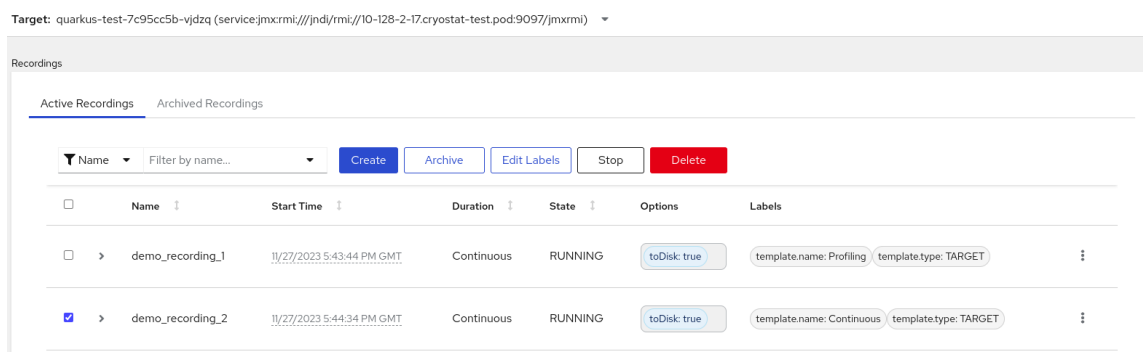 Target: quarkus-test-7c95cc5b-vjdzq (service:jmx:rmi:///jndi/rmi://10-128-2-17.cryostat-test.pod:9097/jmxrmi)
Recordings
Active Recordings Archived Recordings
Name Filter by name... Create Archive Edit Labels Stop Delete
Name Start Time Duration State Options Labels
demo_recording_1 11/27/2023 5:43:44 PM GMT Continuous RUNNING toDisk: true template.name: Profiling template.type: TARGET
demo_recording_2 11/27/2023 5:44:34 PM GMT Continuous RUNNING toDisk: true template.name: Continuous template.type: TARGET